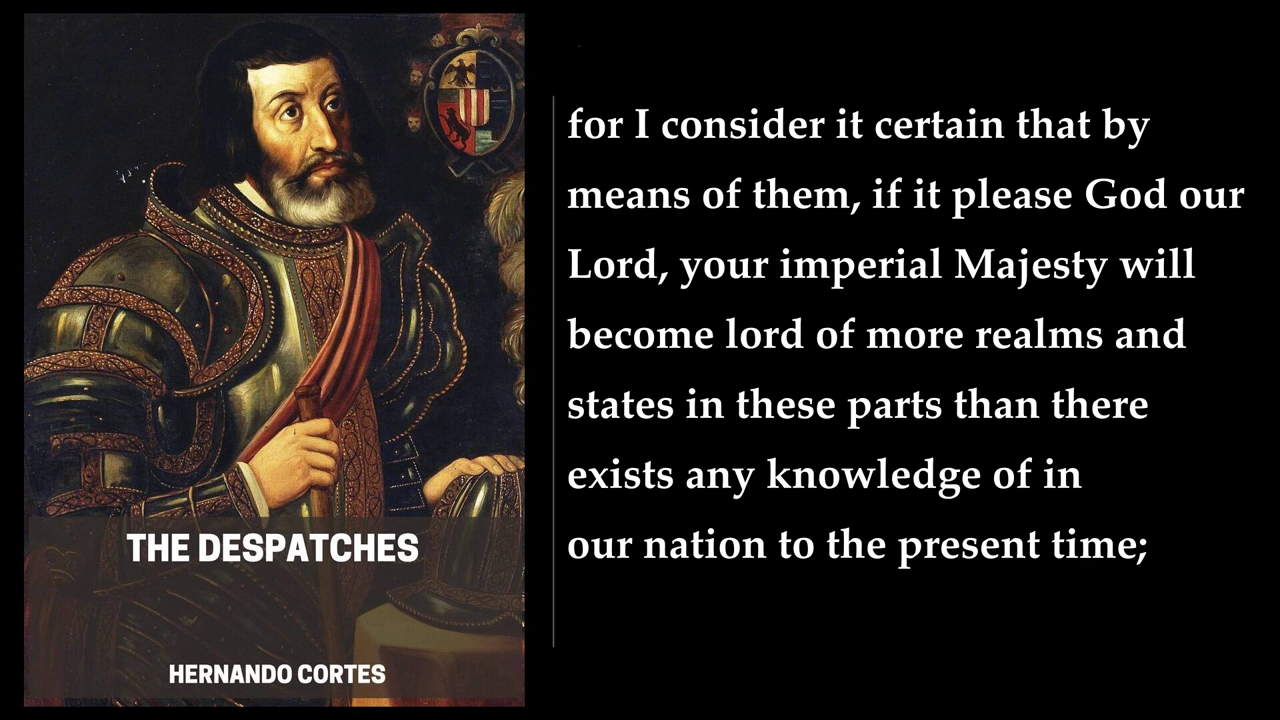 THE DESPATCHES
HERNANDO CORTES
for I consider it certain that by
means of them, if it please God our
Lord, your imperial Majesty will
become lord of more realms and
states in these parts than there
exists any knowledge of in
our nation to the present time;